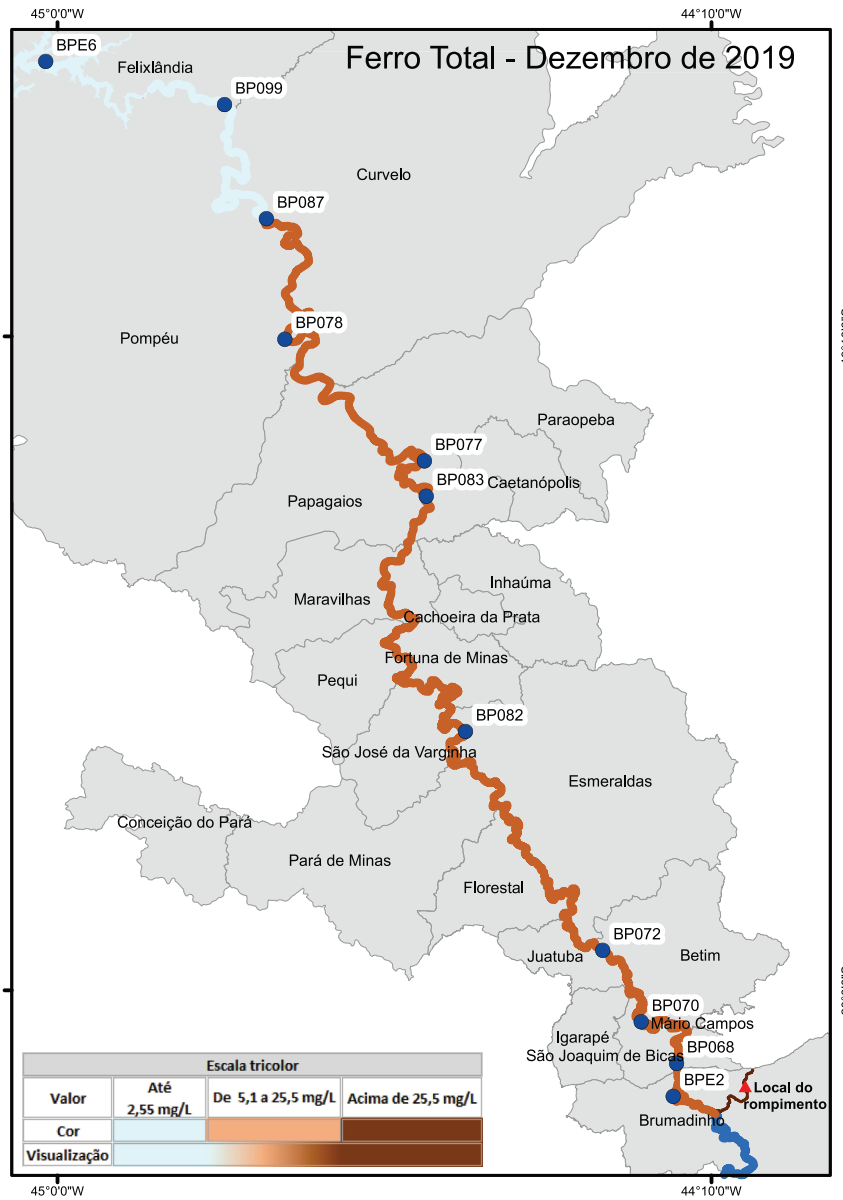 45°0'0"W
44°10'0"W
Ferro Total - Dezembro de 2019
BPE6
Felixlândia
BP099
Curvelo
BP087
BP078
Pompéu
Paraopeba
BP077
BP083
Caetanópolis
Papagaios
Inhaúma
Maravilhas
Cachoeira da Prata
Fortuna de Minas
Pequi
BP082
São José da Varginha
Esmeraldas
Conceição do Pará
Pará de Minas
Florestal
BP072
Juatuba
Betim
BP070
Mário Campos
Igarapé
BP068
São Joaquim de Bicas
BPE2
Local do
rompimento
Brumadinho
Escala tricolor
Valor
Até
2,55 mg/L
De 5,1 a 25,5 mg/L
Acima de 25,5 mg/L
Cor
Visualização
45°0'0"W
44°10'0"W